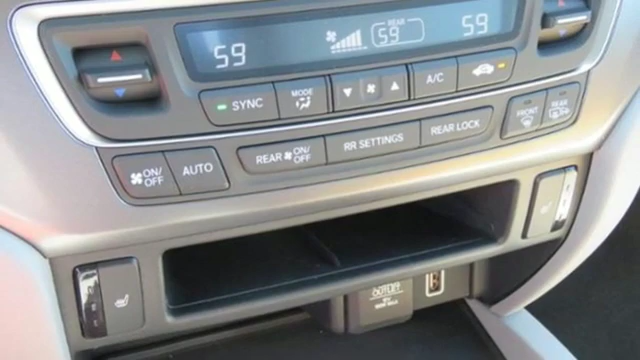 59
REAR
59
59
SYNC
MODE
A/C
ON/OFF
AUTO
REAR ON/OFF
RR SETTINGS
REAR LOCK
FRONT
REAR